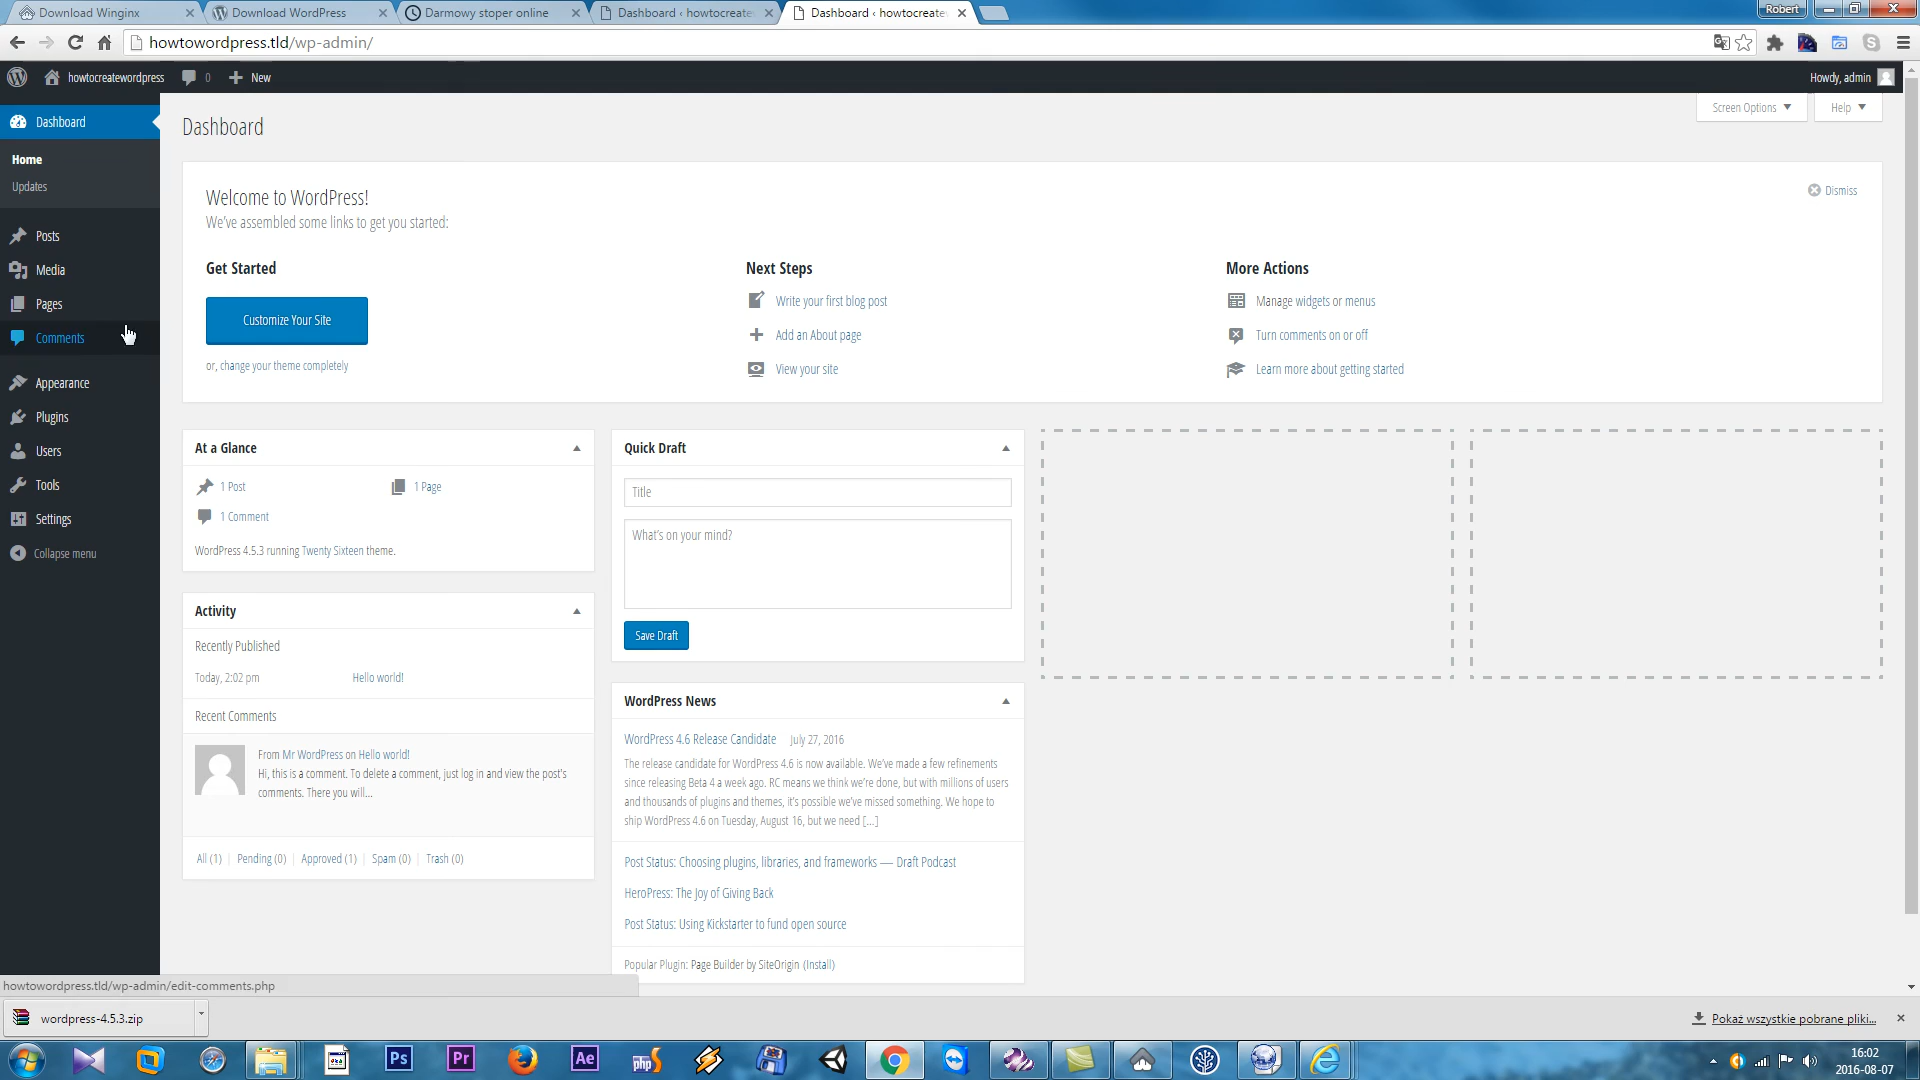 Download Winginx
Download WordPress
Darmowy stoper online
Dashboard ‹ howtocreate
Dashboard ‹ howtocreate
Robert
howtowordpress.tld/wp-admin/
howtocreatewordpress
0
New
Howdy, admin
Dashboard
Home
Updates
Posts
Media
Pages
Comments
Appearance
Plugins
Users
Tools
Settings
Collapse menu
Dashboard
Screen Options
Help
Welcome to WordPress!
We've assembled some links to get you started:
Dismiss
Get Started
Customize Your Site
or, change your theme completely
Next Steps
Write your first blog post
Add an About page
View your site
More Actions
Manage widgets or menus
Turn comments on or off
Learn more about getting started
At a Glance
1 Post
1 Page
1 Comment
WordPress 4.5.3 running Twenty Sixteen theme.
Activity
Recently Published
Today, 2:02 pm
Hello world!
Recent Comments
From Mr WordPress on Hello world!
Hi, this is a comment. To delete a comment, just log in and view the post's
comments. There you will...
All (1) | Pending (0) | Approved (1) | Spam (0) | Trash (0)
Quick Draft
Title
What's on your mind?
Save Draft
WordPress News
WordPress 4.6 Release Candidate July 27, 2016
The release candidate for WordPress 4.6 is now available. We've made a few refinements
since releasing Beta 4 a week ago. RC means we think we're done, but with millions of users
and thousands of plugins and themes, it's possible we've missed something. We hope to
ship WordPress 4.6 on Tuesday, August 16, but we need [...]
Post Status: Choosing plugins, libraries, and frameworks — Draft Podcast
HeroPress: The Joy of Giving Back
Post Status: Using Kickstarter to fund open source
Popular Plugin: Page Builder by SiteOrigin (Install)
howtowordpress.tld/wp-admin/edit-comments.php
wordpress-4.5.3.zip
Pokaż wszystkie pobrane pliki...
Ps
Pr
Ae
php
16:02
2016-08-07